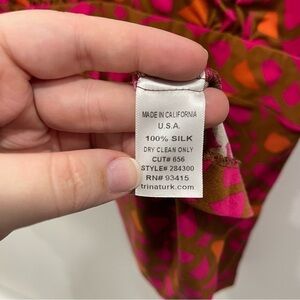 MADE IN CALIFORNIA
U.S.A.
100% SILK
DRY CLEAN ONLY
CUT# 656
STYLE# 284300
RN# 93415
trinaturk.com